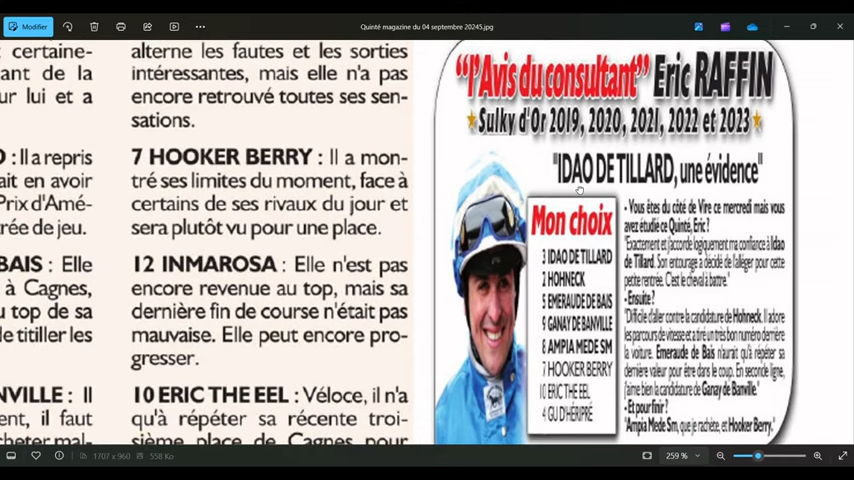 Modifier
Quinté magazine du 04 septembre 20245.jpg
t certaine-
ant de la
ur lui et a
O : Il a repris
ait en avoir
Prix d'Amé-
trée de jeu.
BAIS : Elle
à Cagnes,
u top de sa
de titiller les
NVILLE : Il
ent, il faut
cheter mal-
alterne les fautes et les sorties
intéressantes, mais elle n'a pas
encore retrouvé toutes ses sen-
sations.
7 HOOKER BERRY : Il a mon-
tré ses limites du moment, face à
certains de ses rivaux du jour et
sera plutôt vu pour une place.
12 INMAROSA : Elle n'est pas
encore revenue au top, mais sa
dernière fin de course n'était pas
mauvaise. Elle peut encore pro-
gresser.
10 ERIC THE EEL : Véloce, il n'a
qu'à répéter sa récente troi-
sième place de Cagnes pour
"l'Avis du consultant" Eric RAFFIN
Sulky d'Or 2019, 2020, 2021, 2022 et 2023
"IDAO DE TILLARD, une évidence"
Mon choix
3 IDAO DE TILLARD
2 HOHNECK
5 EMERAUDE DE BAIS
9 GANAY DE BANVILLE
8 AMPIA MEDE SM
7 HOOKER BERRY
10 ERIC THE EEL
4 GU D'HÉRIPRÉ
- Vous êtes du côté de Vire ce mercredi mais vous
avez étudié ce Quinté, Eric ?
"Exactement et j'accorde logiquement ma confiance à Idao
de Tillard. Son entourage a décidé de l'alléger pour cette
petite rentrée. C'est le cheval à battre."
- Ensuite ?
"Difficile d'aller contre la candidature de Hohneck. Il adore
les parcours de vitesse et a tiré un très bon numéro derrière
la voiture. Emeraude de Bais n'aurait qu'à répéter sa
dernière valeur pour être dans le coup. En seconde ligne,
j'aime bien la candidature de Ganay de Banville."
- Et pour finir ?
"Ampia Mede Sm, que je rachète, et Hooker Berry."
1707 x 960
558 Ko
259 %